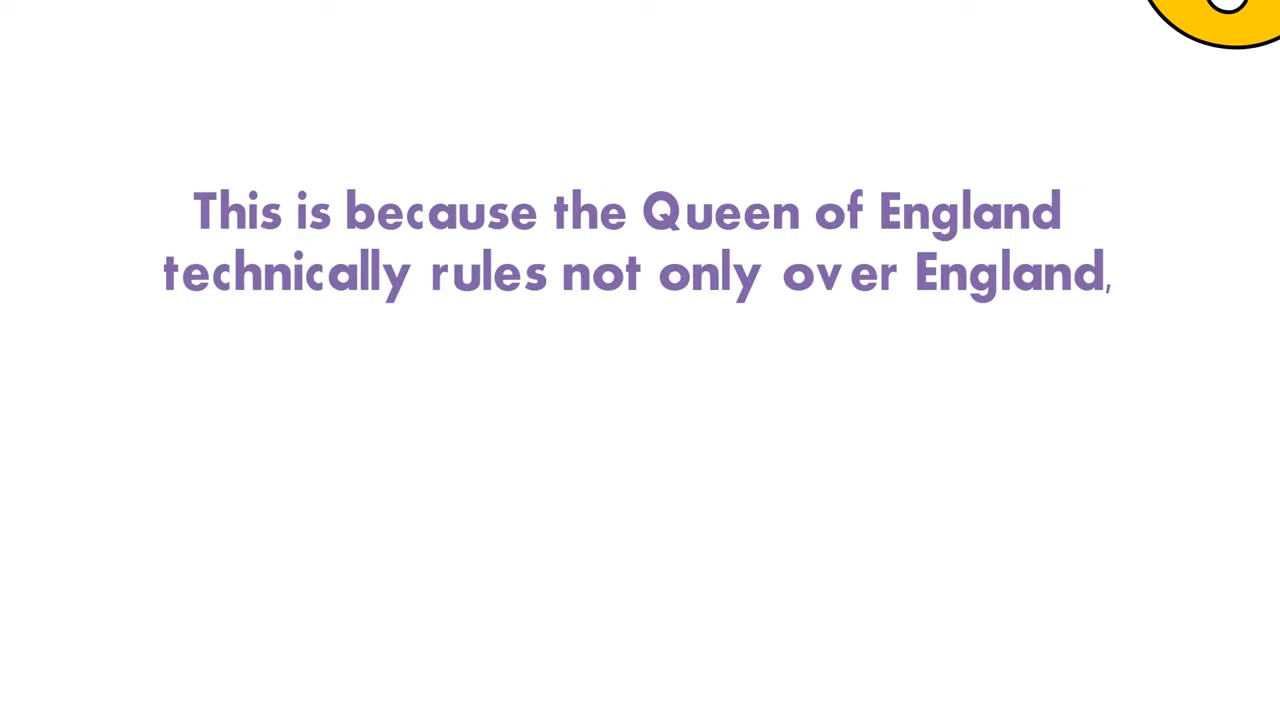 This is because the Queen of England
technically rules not only over England,